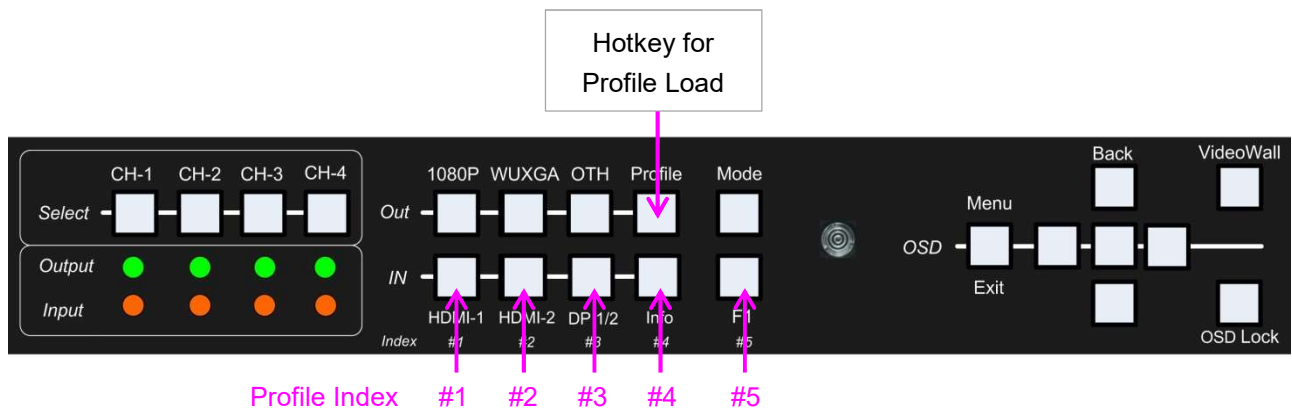 Hotkey for
Profile Load
CH-1 CH-2 CH-3 CH-4
Select
Output
Input
1080P WUXGA OTH Profile Mode
Out
IN
HDMI-1 HDMI-2 DP 1/2 Info F1
Index #1 #2 #3 #4 #5
Back
VideoWall
Menu
OSD
Exit
OSD Lock
Profile Index #1 #2 #3 #4 #5